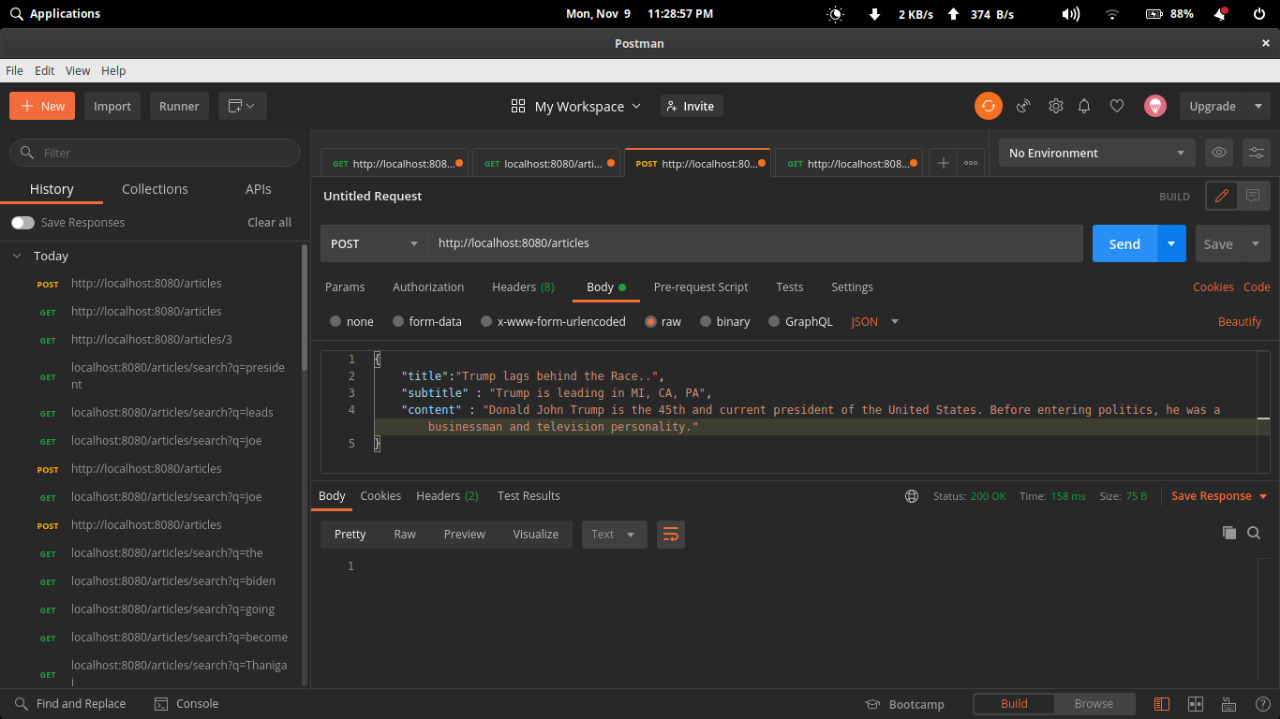 Applications
Mon, Nov 9 11:28:57 PM
2 KB/s 374 B/s 88%
Postman
File Edit View Help
New Import Runner My Workspace Invite Upgrade
Filter
GET http://localhost:808... GET localhost:8080/arti... POST http://localhost:80... GET http://localhost:808... No Environment
History Collections APIs
Untitled Request BUILD
Save Responses Clear all
POST http://localhost:8080/articles Send Save
Today
POST http://localhost:8080/articles
GET http://localhost:8080/articles
GET http://localhost:8080/articles/3
GET localhost:8080/articles/search?q=preside
nt
GET localhost:8080/articles/search?q=leads
GET localhost:8080/articles/search?q=Joe
POST http://localhost:8080/articles
GET localhost:8080/articles/search?q=Joe
POST http://localhost:8080/articles
GET localhost:8080/articles/search?q=the
GET localhost:8080/articles/search?q=biden
GET localhost:8080/articles/search?q=going
GET localhost:8080/articles/search?q=become
GET localhost:8080/articles/search?q=Thaniga
i
Params Authorization Headers (8) Body Pre-request Script Tests Settings Cookies Code
none form-data x-www-form-urlencoded raw binary GraphQL JSON Beautify
1 {
2 "title":"Trump lags behind the Race..",
3 "subtitle" : "Trump is leading in MI, CA, PA",
4 "content" : "Donald John Trump is the 45th and current president of the United States. Before entering politics, he was a
businessman and television personality."
5 }
Body Cookies Headers (2) Test Results Status: 200 OK Time: 158 ms Size: 75 B Save Response
Pretty Raw Preview Visualize Text
1
Find and Replace Console Bootcamp Build Browse